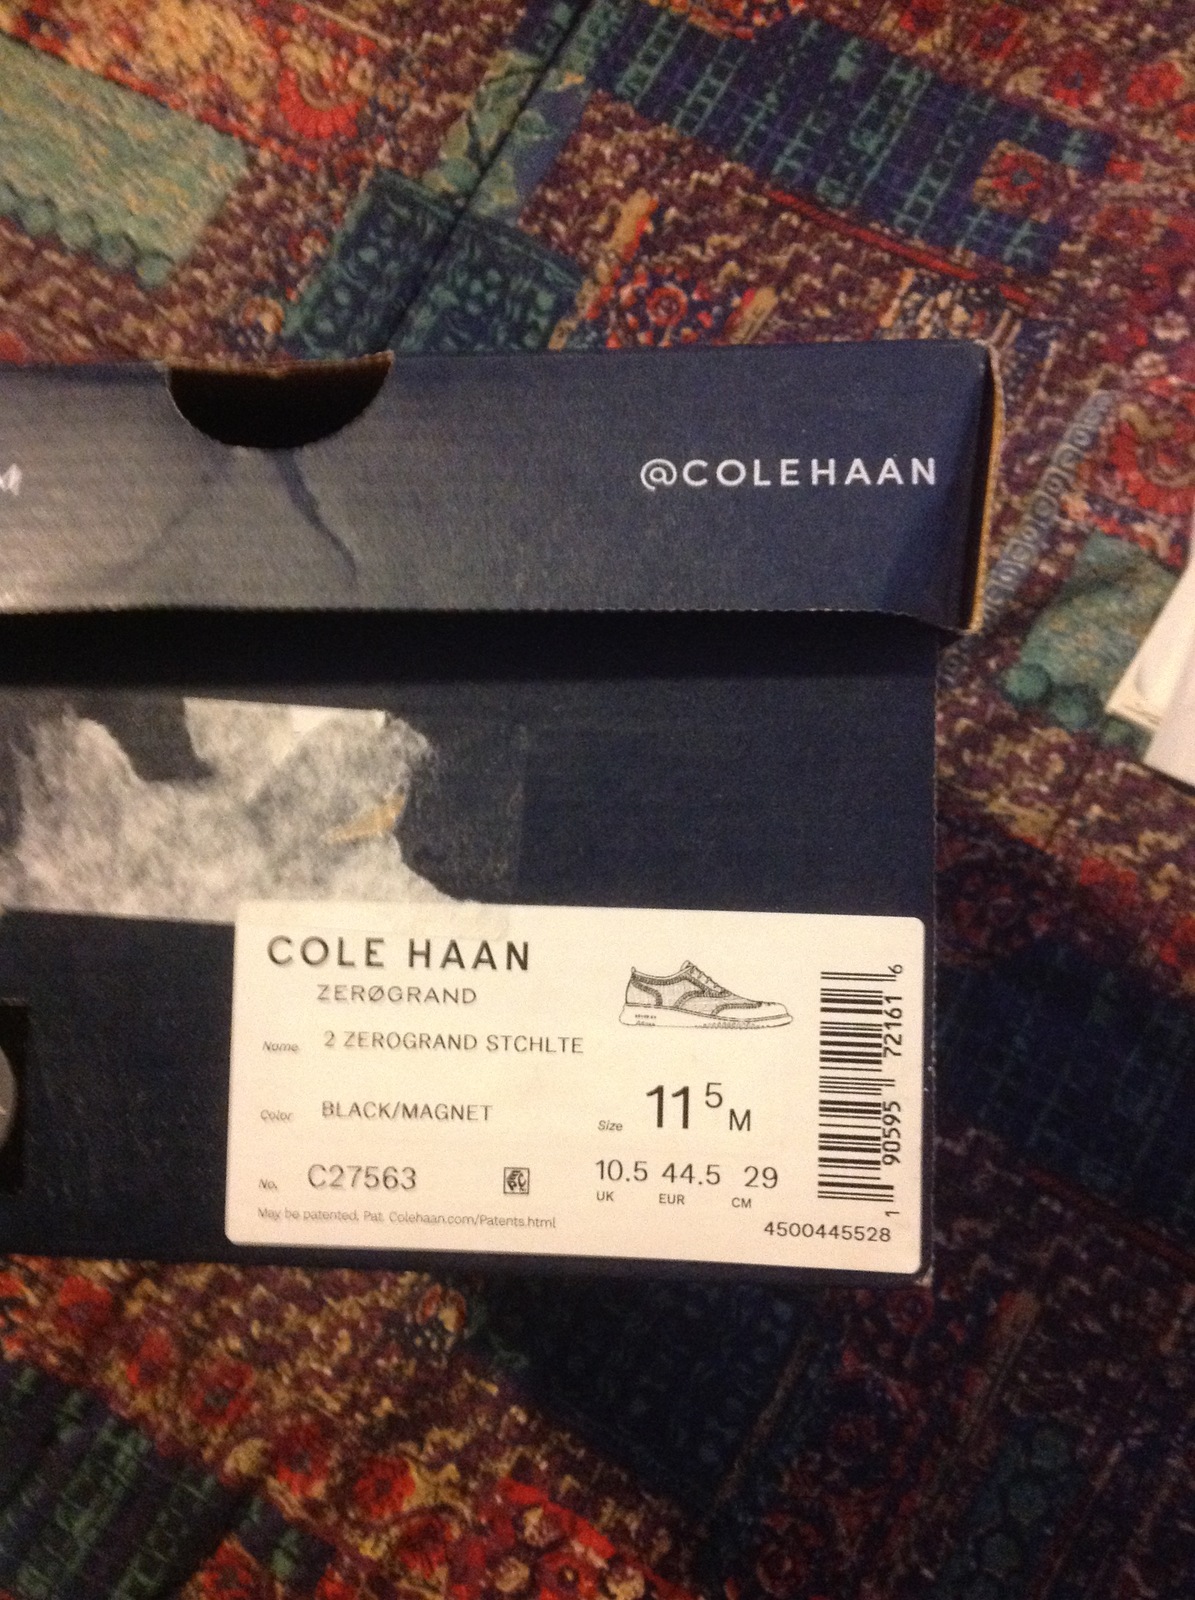 @COLEHAAN
COLE HAAN
ZERØGRAND
Name 2 ZEROGRAND STCHLTE
Color BLACK/MAGNET
Size 11 5 M
No. C27563
10.5 44.5 29
UK EUR CM
May be patented. Pat. Colehaan.com/Patents.html
4500445528
1 90595 72161 6